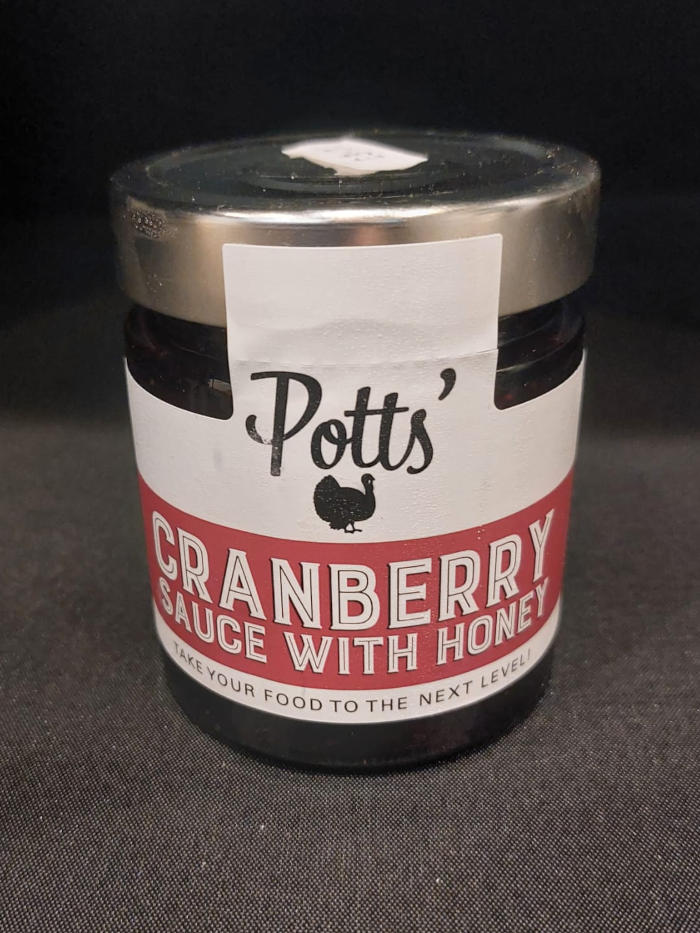 Potts'
CRANBERRY
SAUCE WITH HONEY
TAKE YOUR FOOD TO THE NEXT LEVEL!